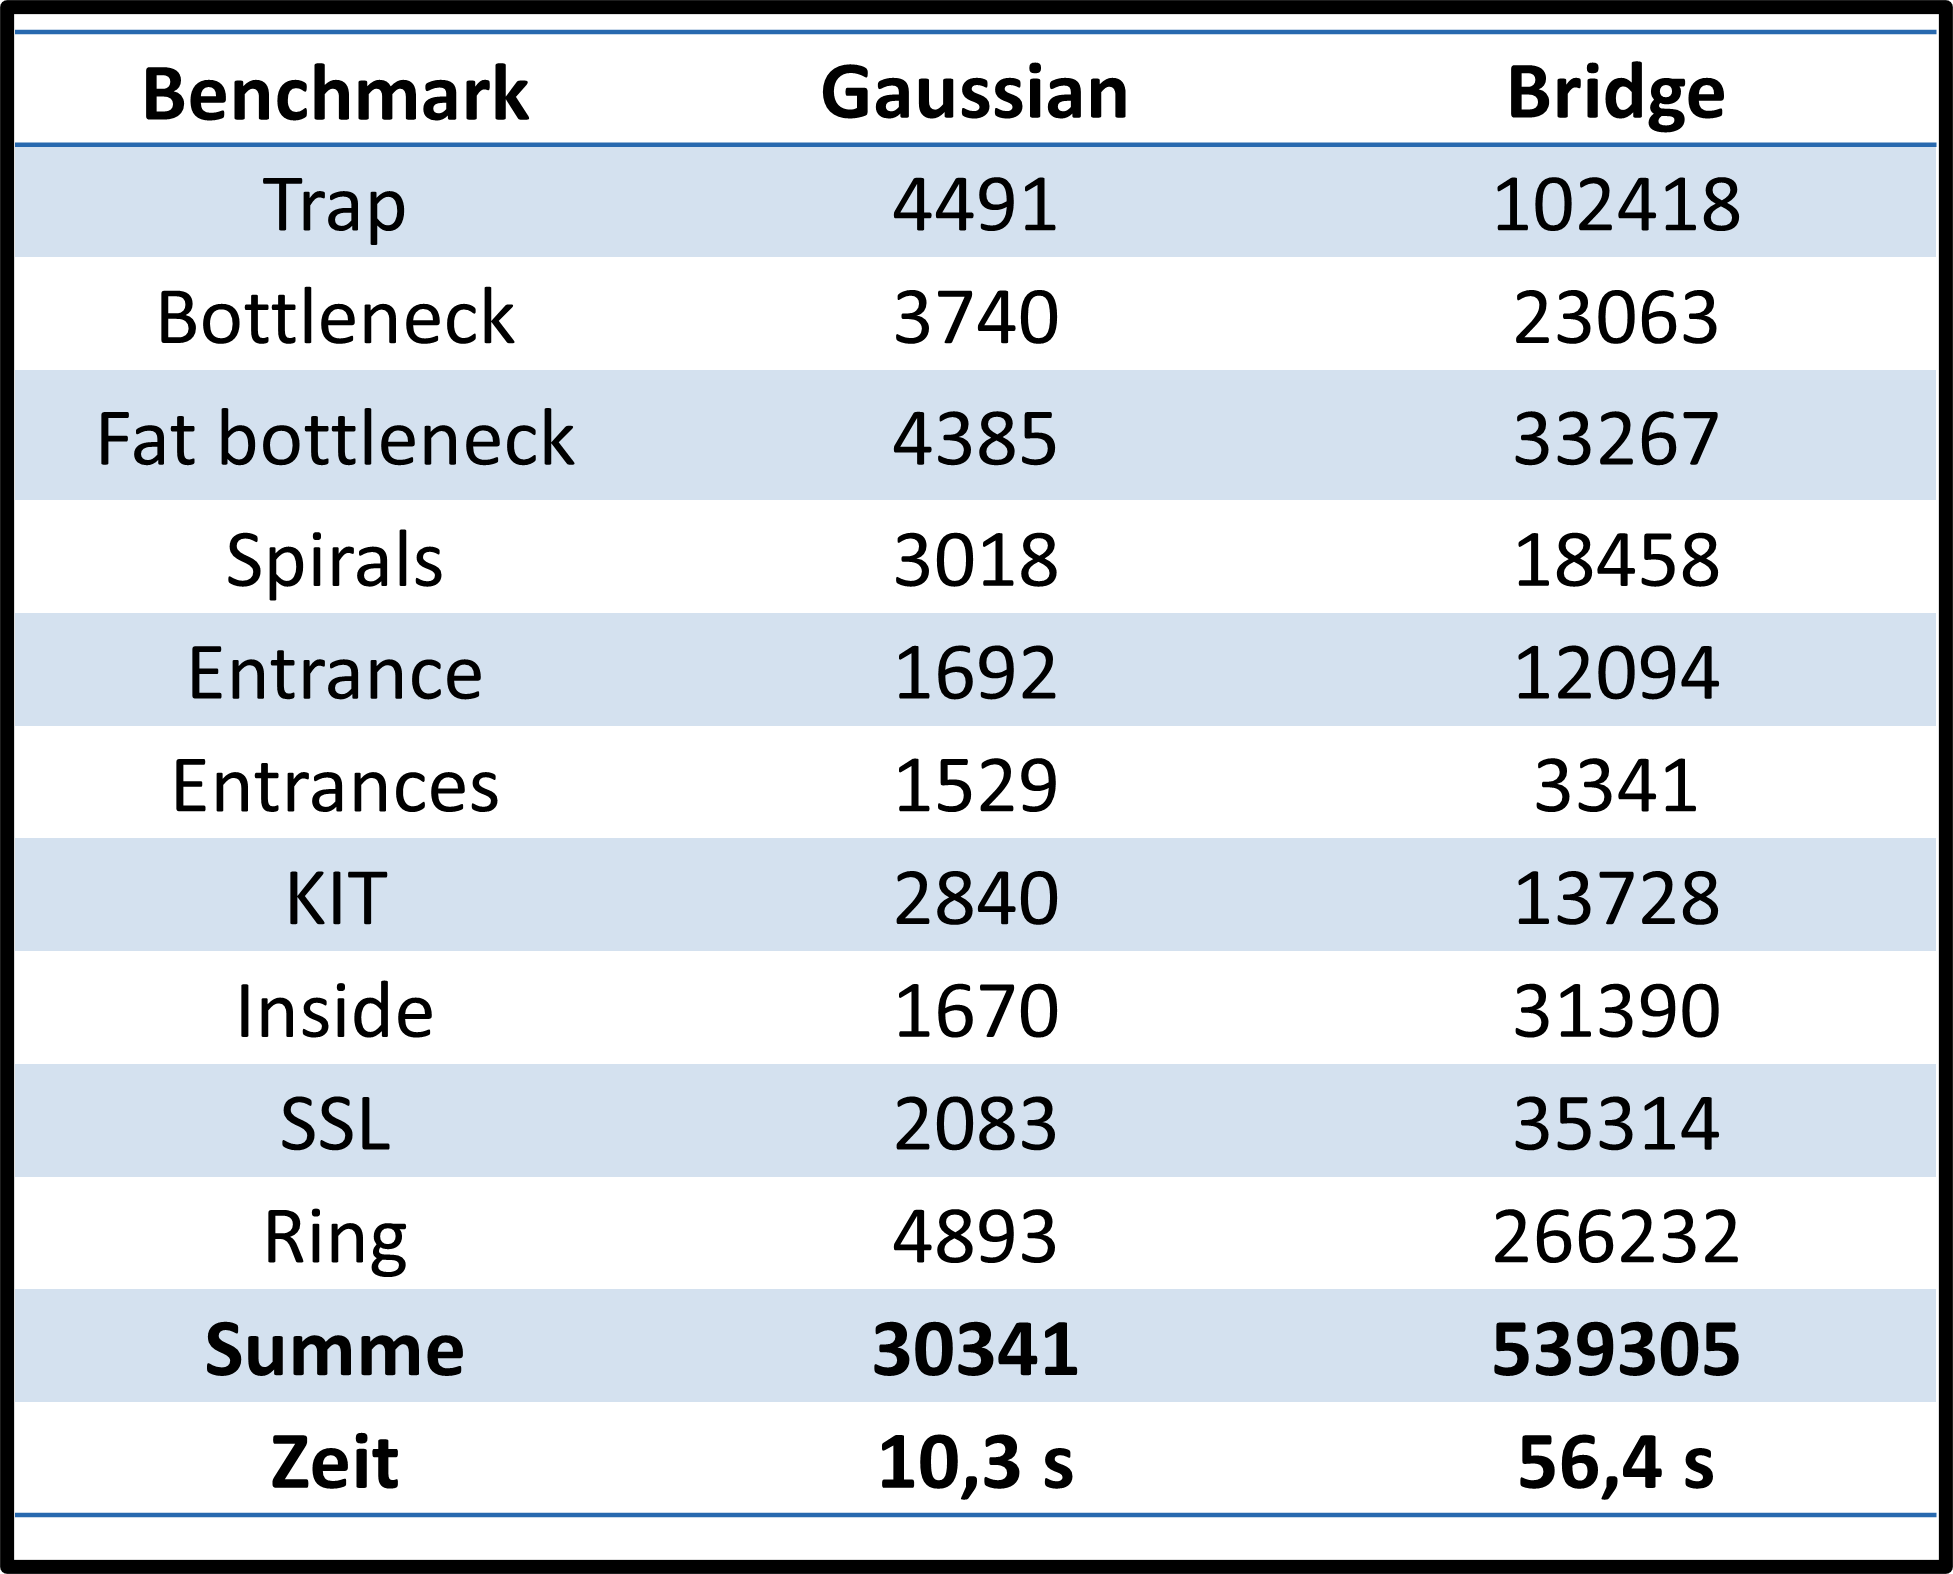 Benchmark Gaussian Bridge
Trap 4491 102418
Bottleneck 3740 23063
Fat bottleneck 4385 33267
Spirals 3018 18458
Entrance 1692 12094
Entrances 1529 3341
KIT 2840 13728
Inside 1670 31390
SSL 2083 35314
Ring 4893 266232
Summe 30341 539305
Zeit 10,3 s 56,4 s